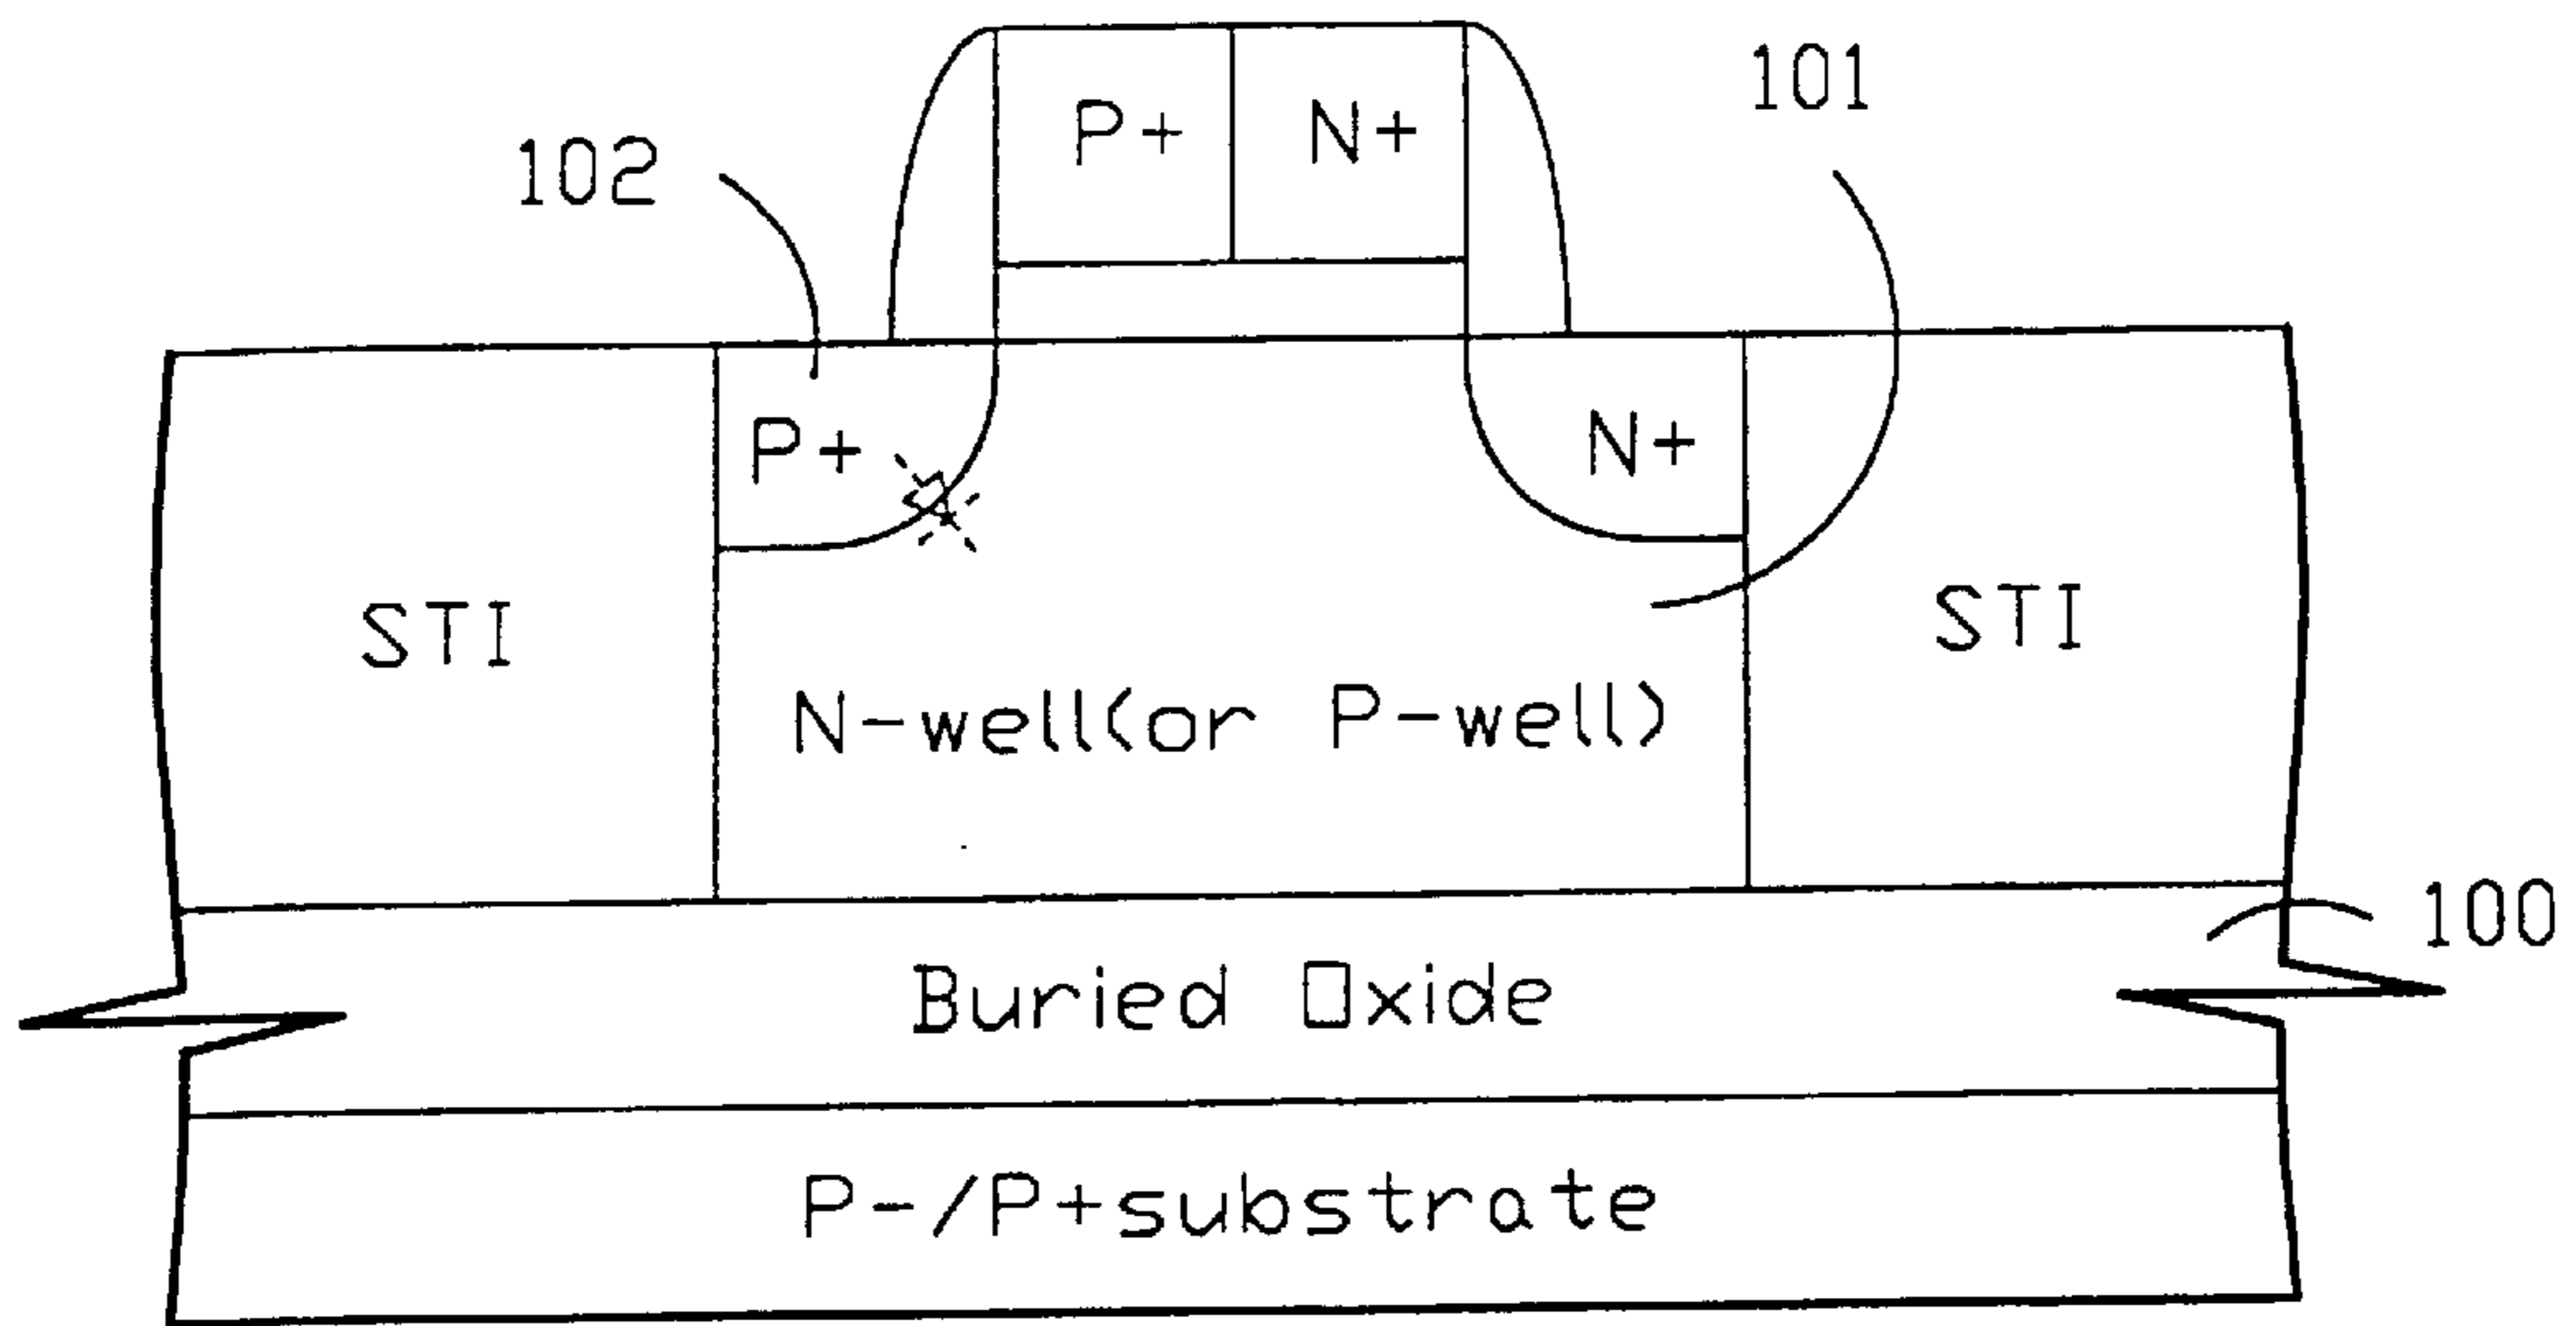 101
P+ N+
102
P+ N+
STI STI
N-well(or P-well)
100
Buried Oxide
P-/P+substrate